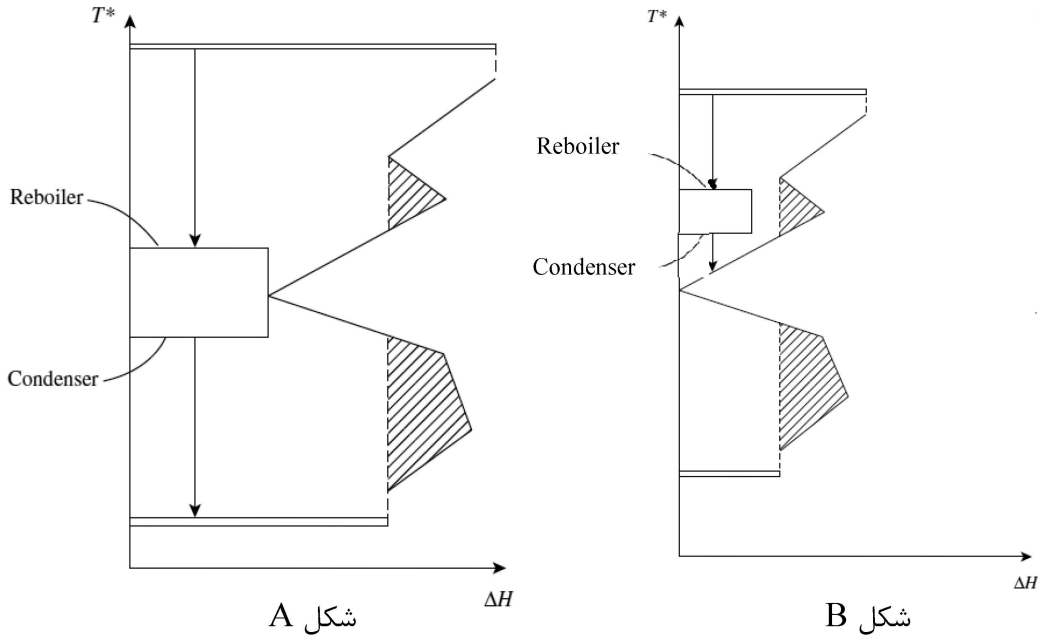 T*
Reboiler
Condenser
ΔH
شکل A
T*
Reboiler
Condenser
ΔH
شکل B